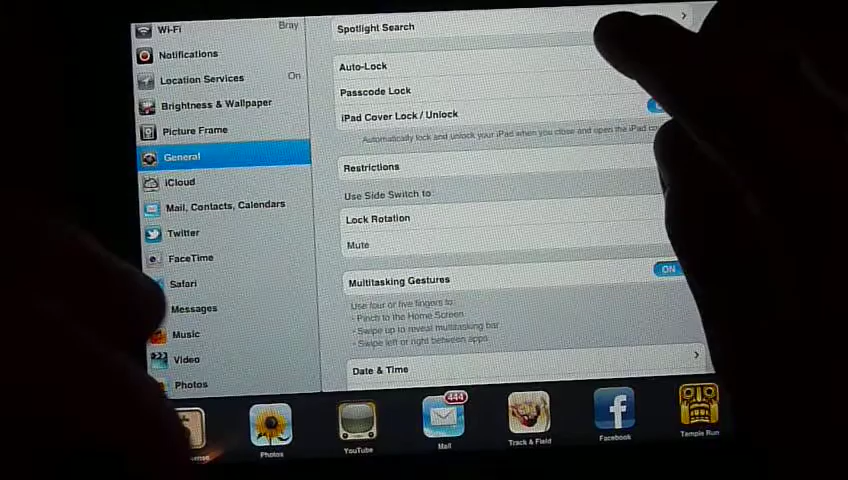 Wi-Fi
Bray
Notifications
Location Services
On
Brightness & Wallpaper
Picture Frame
General
iCloud
Mail, Contacts, Calendars
Twitter
FaceTime
Safari
Messages
Music
Video
Photos
Spotlight Search
Auto-Lock
Passcode Lock
iPad Cover Lock / Unlock
Automatically lock and unlock your iPad when you close and open the iPad
Restrictions
Use Side Switch to:
Lock Rotation
Mute
Multitasking Gestures
ON
Use four or five fingers to:
- Pinch to the Home Screen
- Swipe up to reveal multitasking bar
- Swipe left or right between apps
Date & Time
444
Photos
YouTube
Mail
Track & Field
Facebook
Temple Run